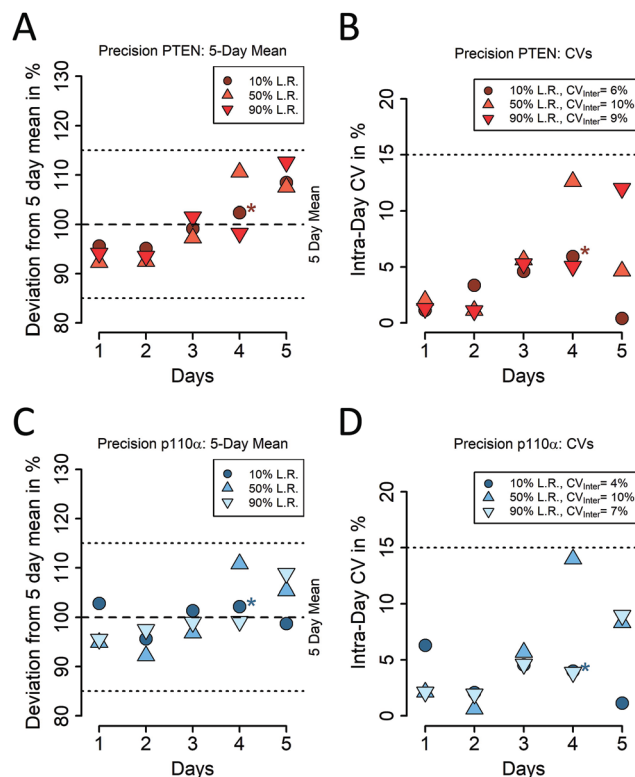 A
Precision PTEN: 5-Day Mean
Deviation from 5 day mean in %
130
120
110
100
90
80
10% L.R.
50% L.R.
90% L.R.
*
5 Day Mean
1 2 3 4 5
Days
B
Precision PTEN: CVs
Intra-Day CV in %
20
15
10
5
0
10% L.R., CVInter= 6%
50% L.R., CVInter= 10%
90% L.R., CVInter= 9%
*
1 2 3 4 5
Days
C
Precision p110α: 5-Day Mean
Deviation from 5 day mean in %
130
120
110
100
90
80
10% L.R.
50% L.R.
90% L.R.
*
5 Day Mean
1 2 3 4 5
Days
D
Precision p110α: CVs
Intra-Day CV in %
20
15
10
5
0
10% L.R., CVInter= 4%
50% L.R., CVInter= 10%
90% L.R., CVInter= 7%
*
1 2 3 4 5
Days